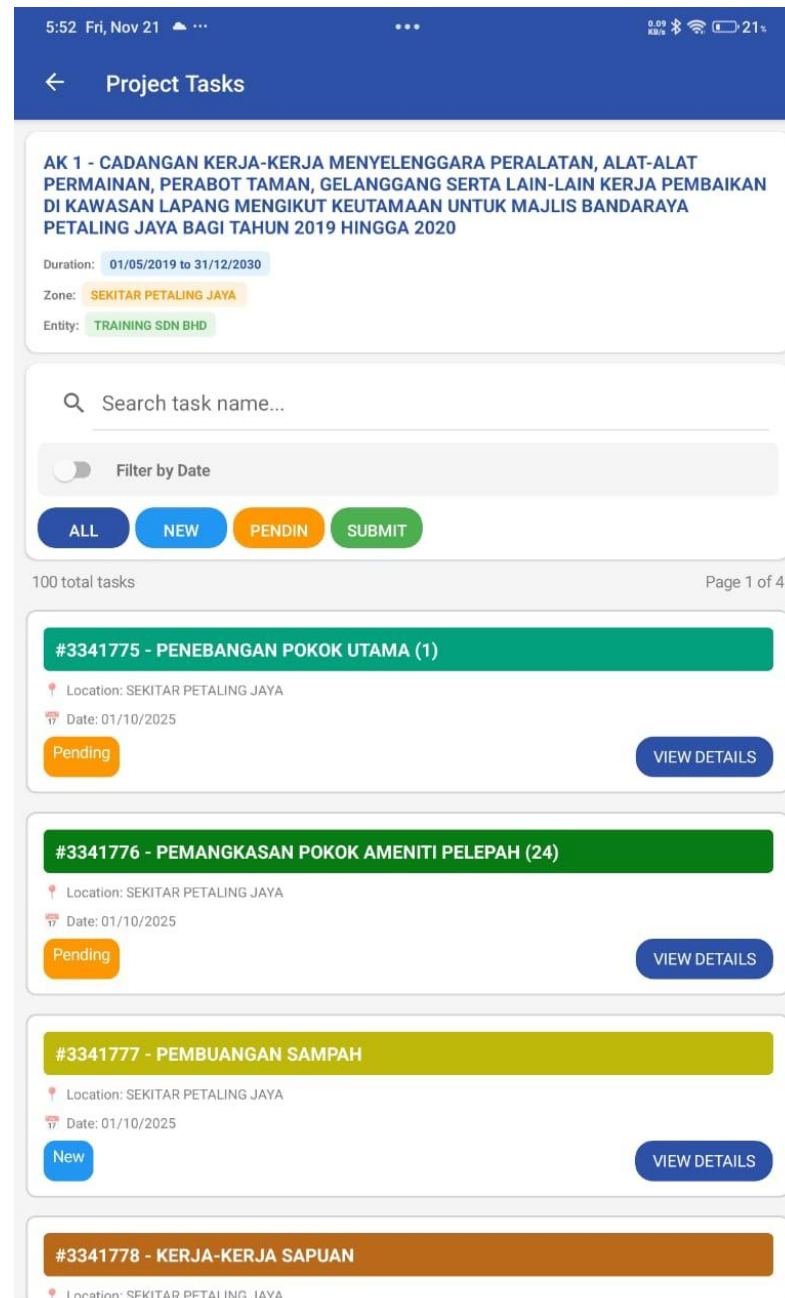 5:52 Fri, Nov 21 ... 0.09 KB/s 21%
Project Tasks
AK 1 - CADANGAN KERJA-KERJA MENYELENGGARA PERALATAN, ALAT-ALAT
PERMAINAN, PERABOT TAMAN, GELANGGANG SERTA LAIN-LAIN KERJA PEMBAIKAN
DI KAWASAN LAPANG MENGIKUT KEUTAMAAN UNTUK MAJLIS BANDARAYA
PETALING JAYA BAGI TAHUN 2019 HINGGA 2020
Duration: 01/05/2019 to 31/12/2030
Zone: SEKITAR PETALING JAYA
Entity: TRAINING SDN BHD
Search task name...
Filter by Date
ALL NEW PENDIN SUBMIT
100 total tasks Page 1 of 4
#3341775 - PENEBANGAN POKOK UTAMA (1)
Location: SEKITAR PETALING JAYA
Date: 01/10/2025
Pending VIEW DETAILS
#3341776 - PEMANGKASAN POKOK AMENITI PELEPAH (24)
Location: SEKITAR PETALING JAYA
Date: 01/10/2025
Pending VIEW DETAILS
#3341777 - PEMBUANGAN SAMPAH
Location: SEKITAR PETALING JAYA
Date: 01/10/2025
New VIEW DETAILS
#3341778 - KERJA-KERJA SAPUAN
Location: SEKITAR PETALING JAYA